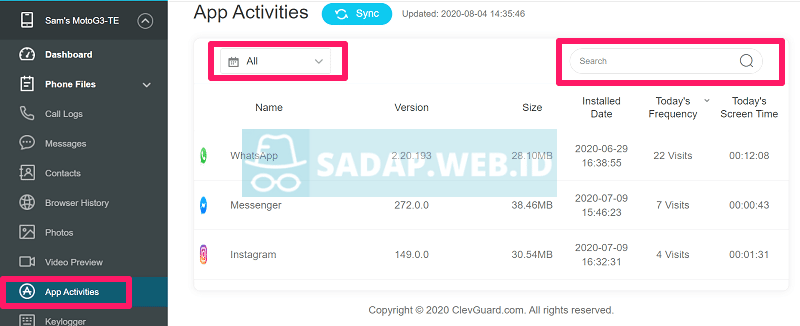 Sam's MotoG3-TE
Dashboard
Phone Files
Call Logs
Messages
Contacts
Browser History
Photos
Video Preview
App Activities
Keylogger
App Activities
Sync
Updated: 2020-08-04 14:35:46
All
Search
Name Version Size Installed Date Today's Frequency Today's Screen Time
WhatsApp 2.20.193 28.10MB 2020-06-29 16:38:55 22 Visits 00:12:08
Messenger 272.0.0 38.46MB 2020-07-09 15:46:23 7 Visits 00:00:43
Instagram 149.0.0 30.54MB 2020-07-09 16:32:31 4 Visits 00:01:31
SADAP.WEB.ID
Copyright © 2020 ClevGuard.com. All rights reserved.